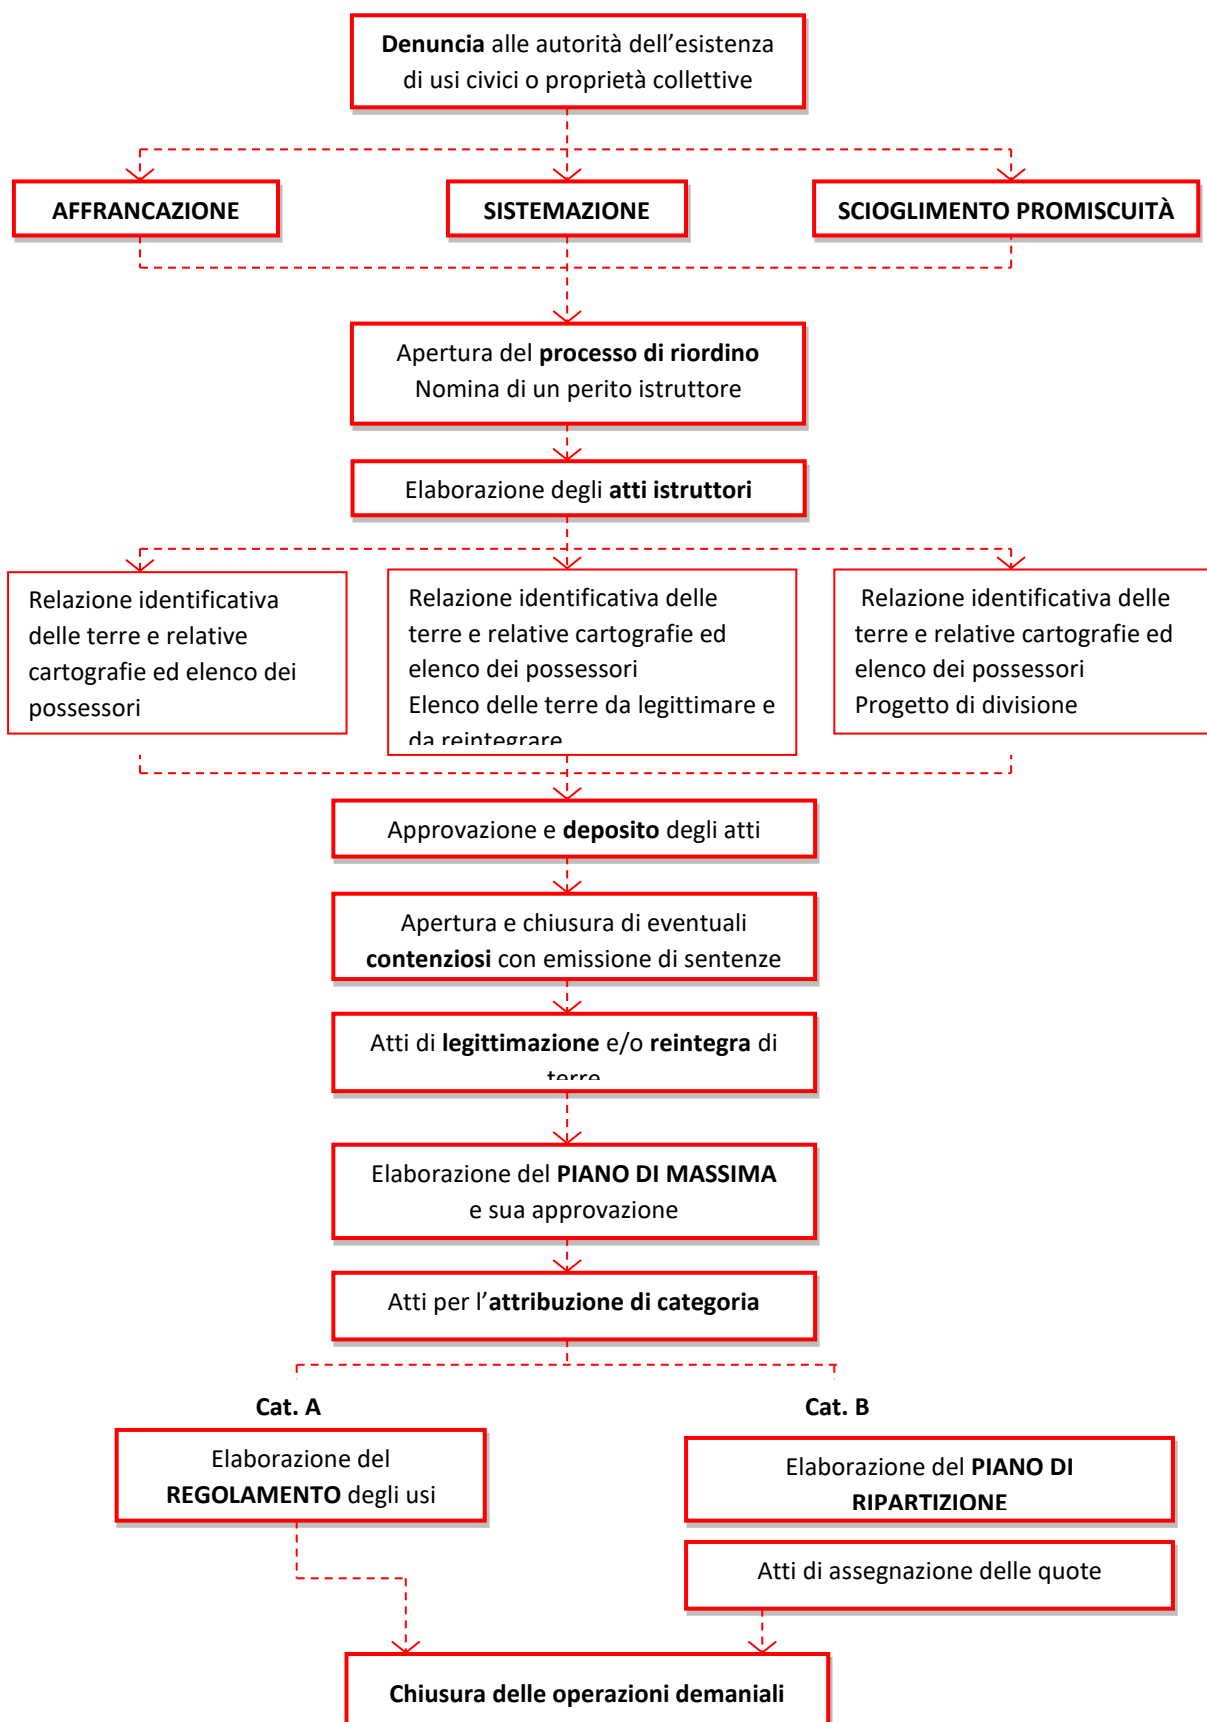 Denuncia alle autorità dell'esistenza
di usi civici o proprietà collettive
AFFRANCAZIONE
SISTEMAZIONE
SCIOGLIMENTO PROMISCUITÀ
Apertura del processo di riordino
Nomina di un perito istruttore
Elaborazione degli atti istruttori
Relazione identificativa
delle terre e relative
cartografie ed elenco dei
possessori
Relazione identificativa delle
terre e relative cartografie ed
elenco dei possessori
Elenco delle terre da legittimare e
da reintegrare
Relazione identificativa delle
terre e relative cartografie ed
elenco dei possessori
Progetto di divisione
Approvazione e deposito degli atti
Apertura e chiusura di eventuali
contenziosi con emissione di sentenze
Atti di legittimazione e/o reintegra di
terre
Elaborazione del PIANO DI MASSIMA
e sua approvazione
Atti per l'attribuzione di categoria
Cat. A
Cat. B
Elaborazione del
REGOLAMENTO degli usi
Elaborazione del PIANO DI
RIPARTIZIONE
Atti di assegnazione delle quote
Chiusura delle operazioni demaniali